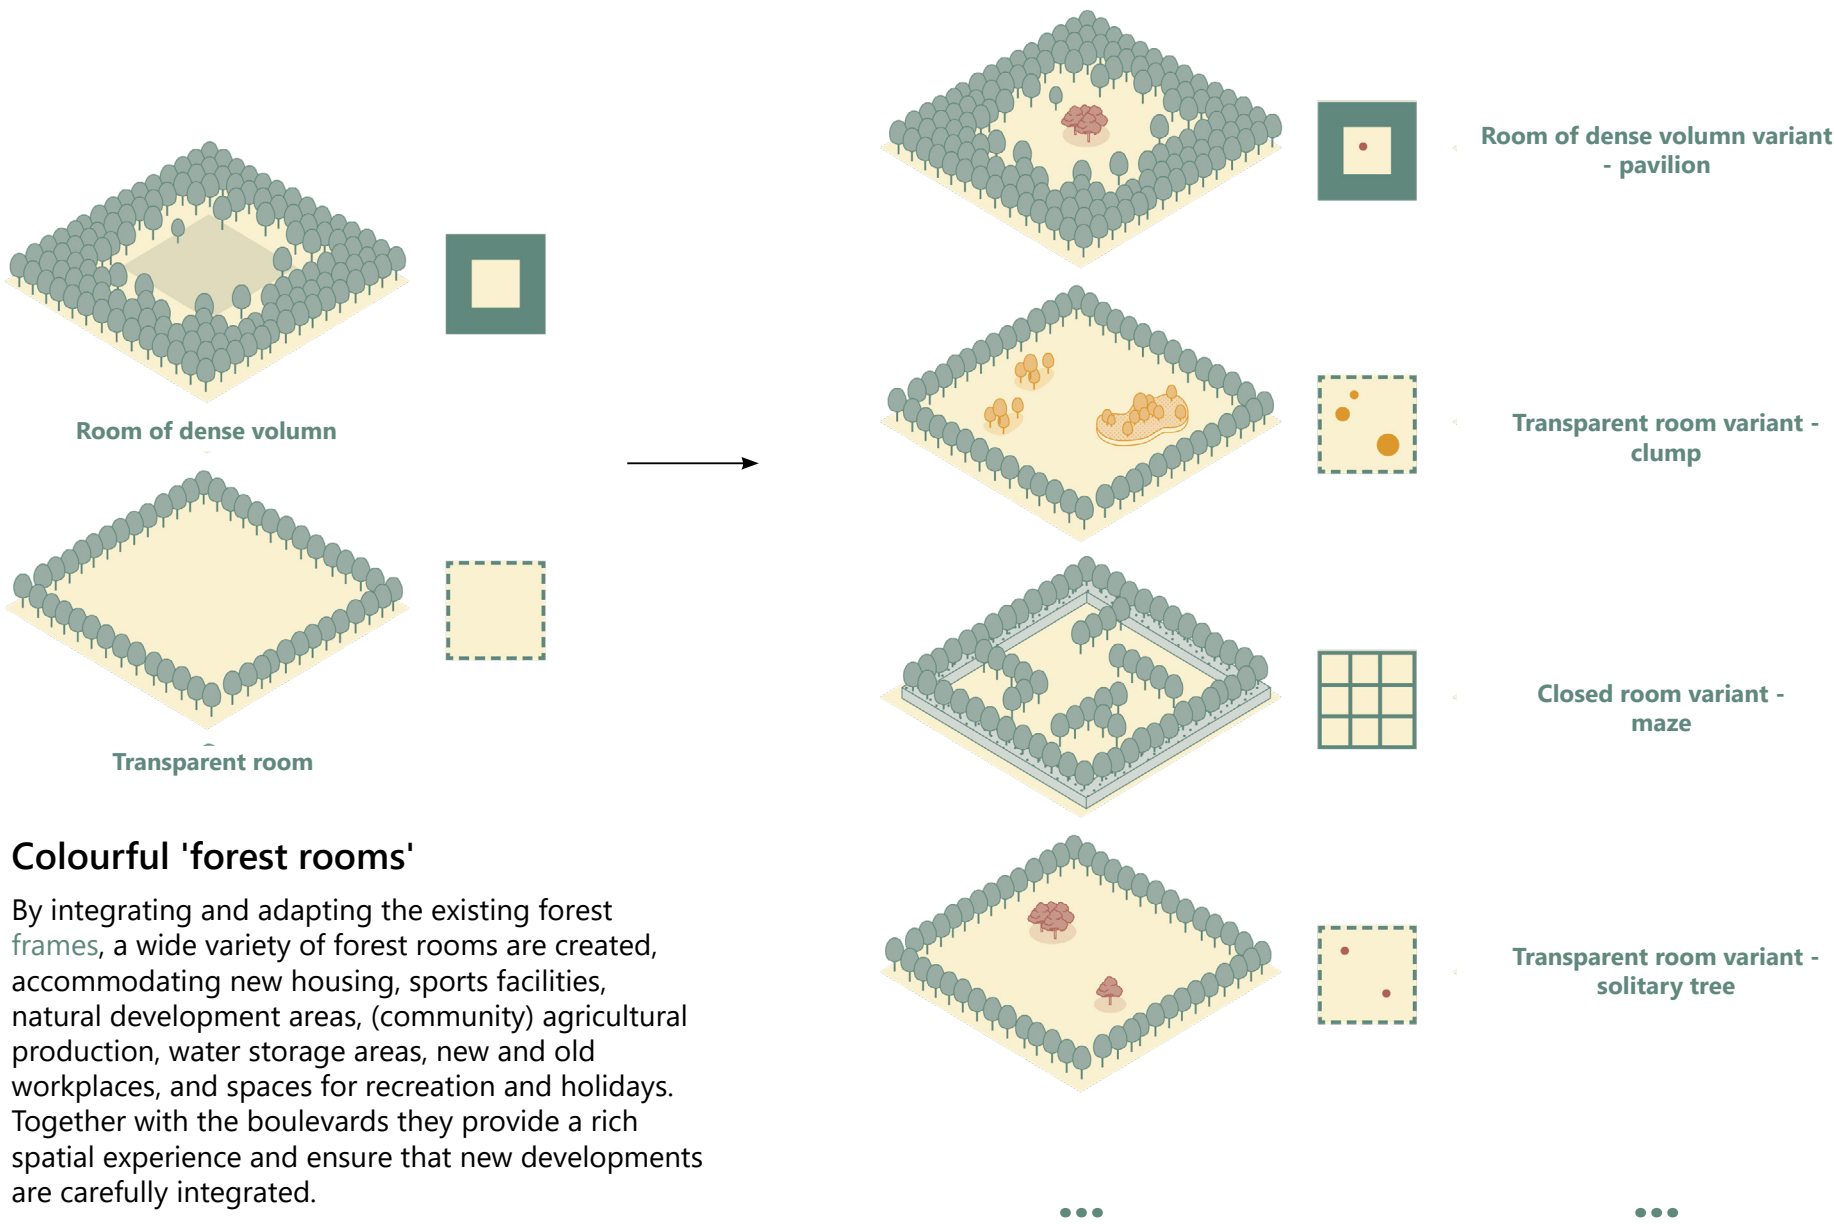 Room of dense volumn
Transparent room
Colourful 'forest rooms'
By integrating and adapting the existing forest
frames, a wide variety of forest rooms are created,
accommodating new housing, sports facilities,
natural development areas, (community) agricultural
production, water storage areas, new and old
workplaces, and spaces for recreation and holidays.
Together with the boulevards they provide a rich
spatial experience and ensure that new developments
are carefully integrated.
Room of dense volumn variant
- pavilion
Transparent room variant -
clump
Closed room variant -
maze
Transparent room variant -
solitary tree
...
...